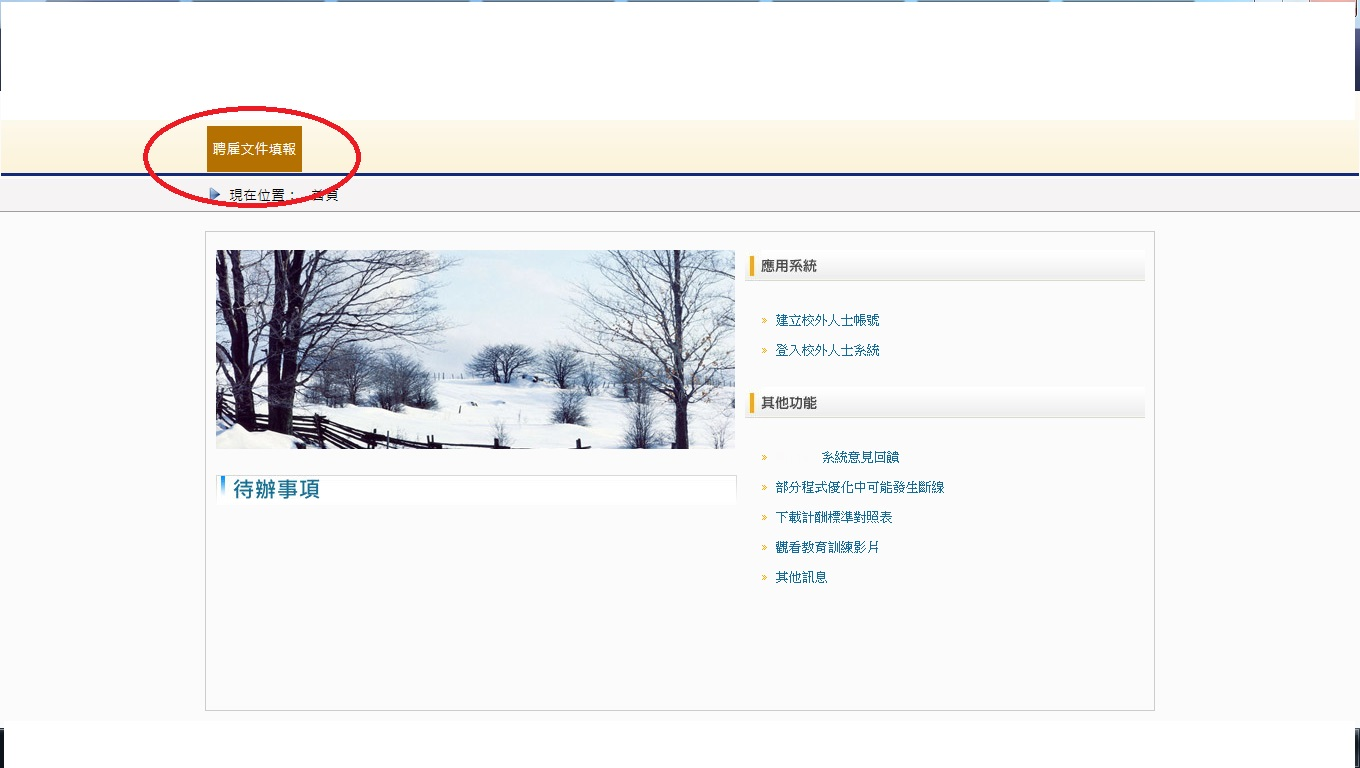 聘雇文件填報
現在位置： 首頁
應用系統
» 建立校外人士帳號
» 登入校外人士系統
其他功能
» 系統意見回饋
» 部分程式優化中可能發生斷線
» 下載計酬標準對照表
» 觀看教育訓練影片
» 其他訊息
待辦事項